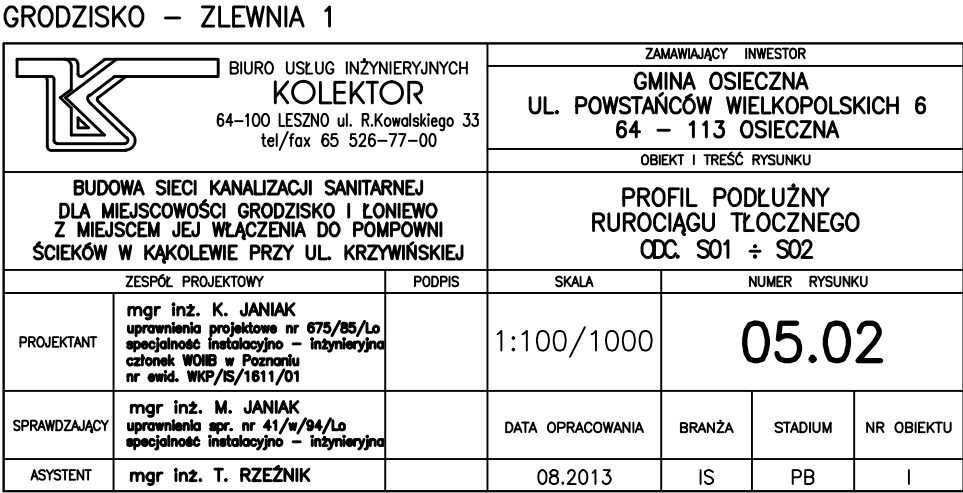 GRODZISKO – ZLEWNIA 1
BIURO USŁUG INŻYNIERYJNYCH
KOLEKTOR
64–100 LESZNO ul. R.Kowalskiego 33
tel/fax 65 526–77–00
ZAMAWIAJĄCY INWESTOR
GMINA OSIECZNA
UL. POWSTAŃCÓW WIELKOPOLSKICH 6
64 – 113 OSIECZNA
OBIEKT I TREŚĆ RYSUNKU
BUDOWA SIECI KANALIZACJI SANITARNEJ
DLA MIEJSCOWOŚCI GRODZISKO I ŁONIEWO
Z MIEJSCEM JEJ WŁĄCZENIA DO POMPOWNI
ŚCIEKÓW W KĄKOLEWIE PRZY UL. KRZYWIŃSKIEJ
PROFIL PODŁUŻNY
RUROCIĄGU TŁOCZNEGO
ODC. S01 ÷ S02
ZESPÓŁ PROJEKTOWY PODPIS SKALA NUMER RYSUNKU
PROJEKTANT
mgr inż. K. JANIAK
uprawnienia projektowe nr 675/85/Lo
specjalność instalacyjno – inżynieryjna
członek WOIIB w Poznaniu
nr ewid. WKP/IS/1611/01
1:100/1000
05.02
SPRAWDZAJĄCY
mgr inż. M. JANIAK
uprawnienia spr. nr 41/w/94/Lo
specjalność instalacyjno – inżynieryjna
DATA OPRACOWANIA BRANŻA STADIUM NR OBIEKTU
ASYSTENT mgr inż. T. RZEŹNIK 08.2013 IS PB I